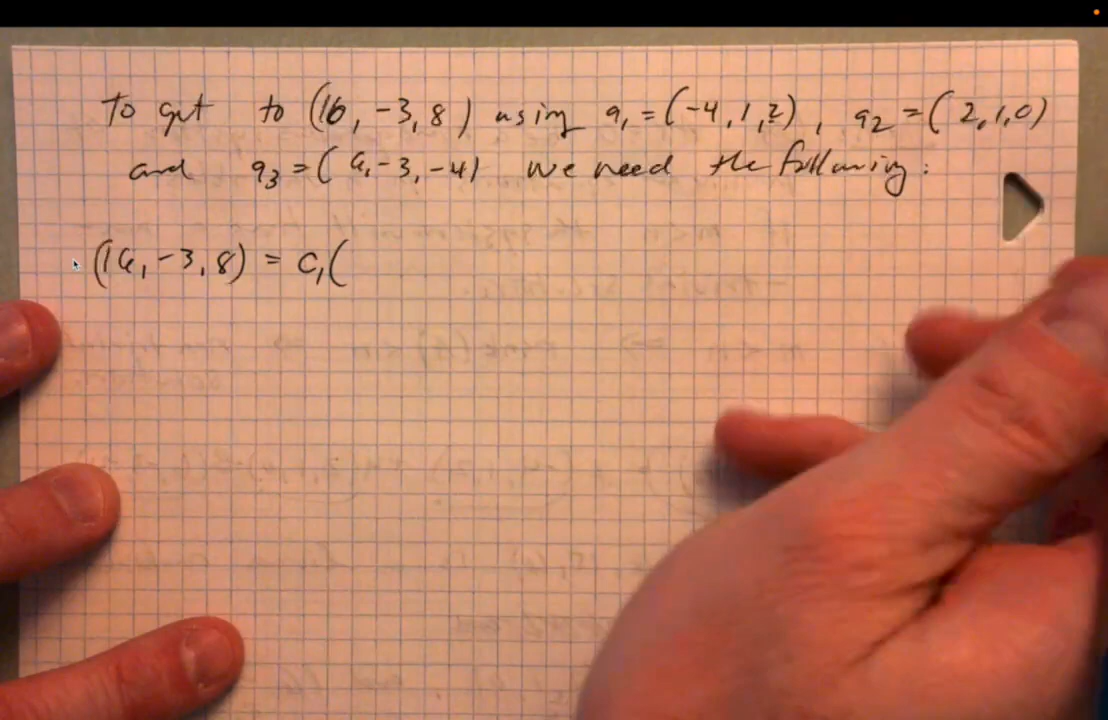 To get to (16, -3, 8) using a₁ = (-4, 1, 2), a₂ = (2, 1, 0)
and a₃ = (6, -3, -4) we need the following:
(16, -3, 8) = c₁(